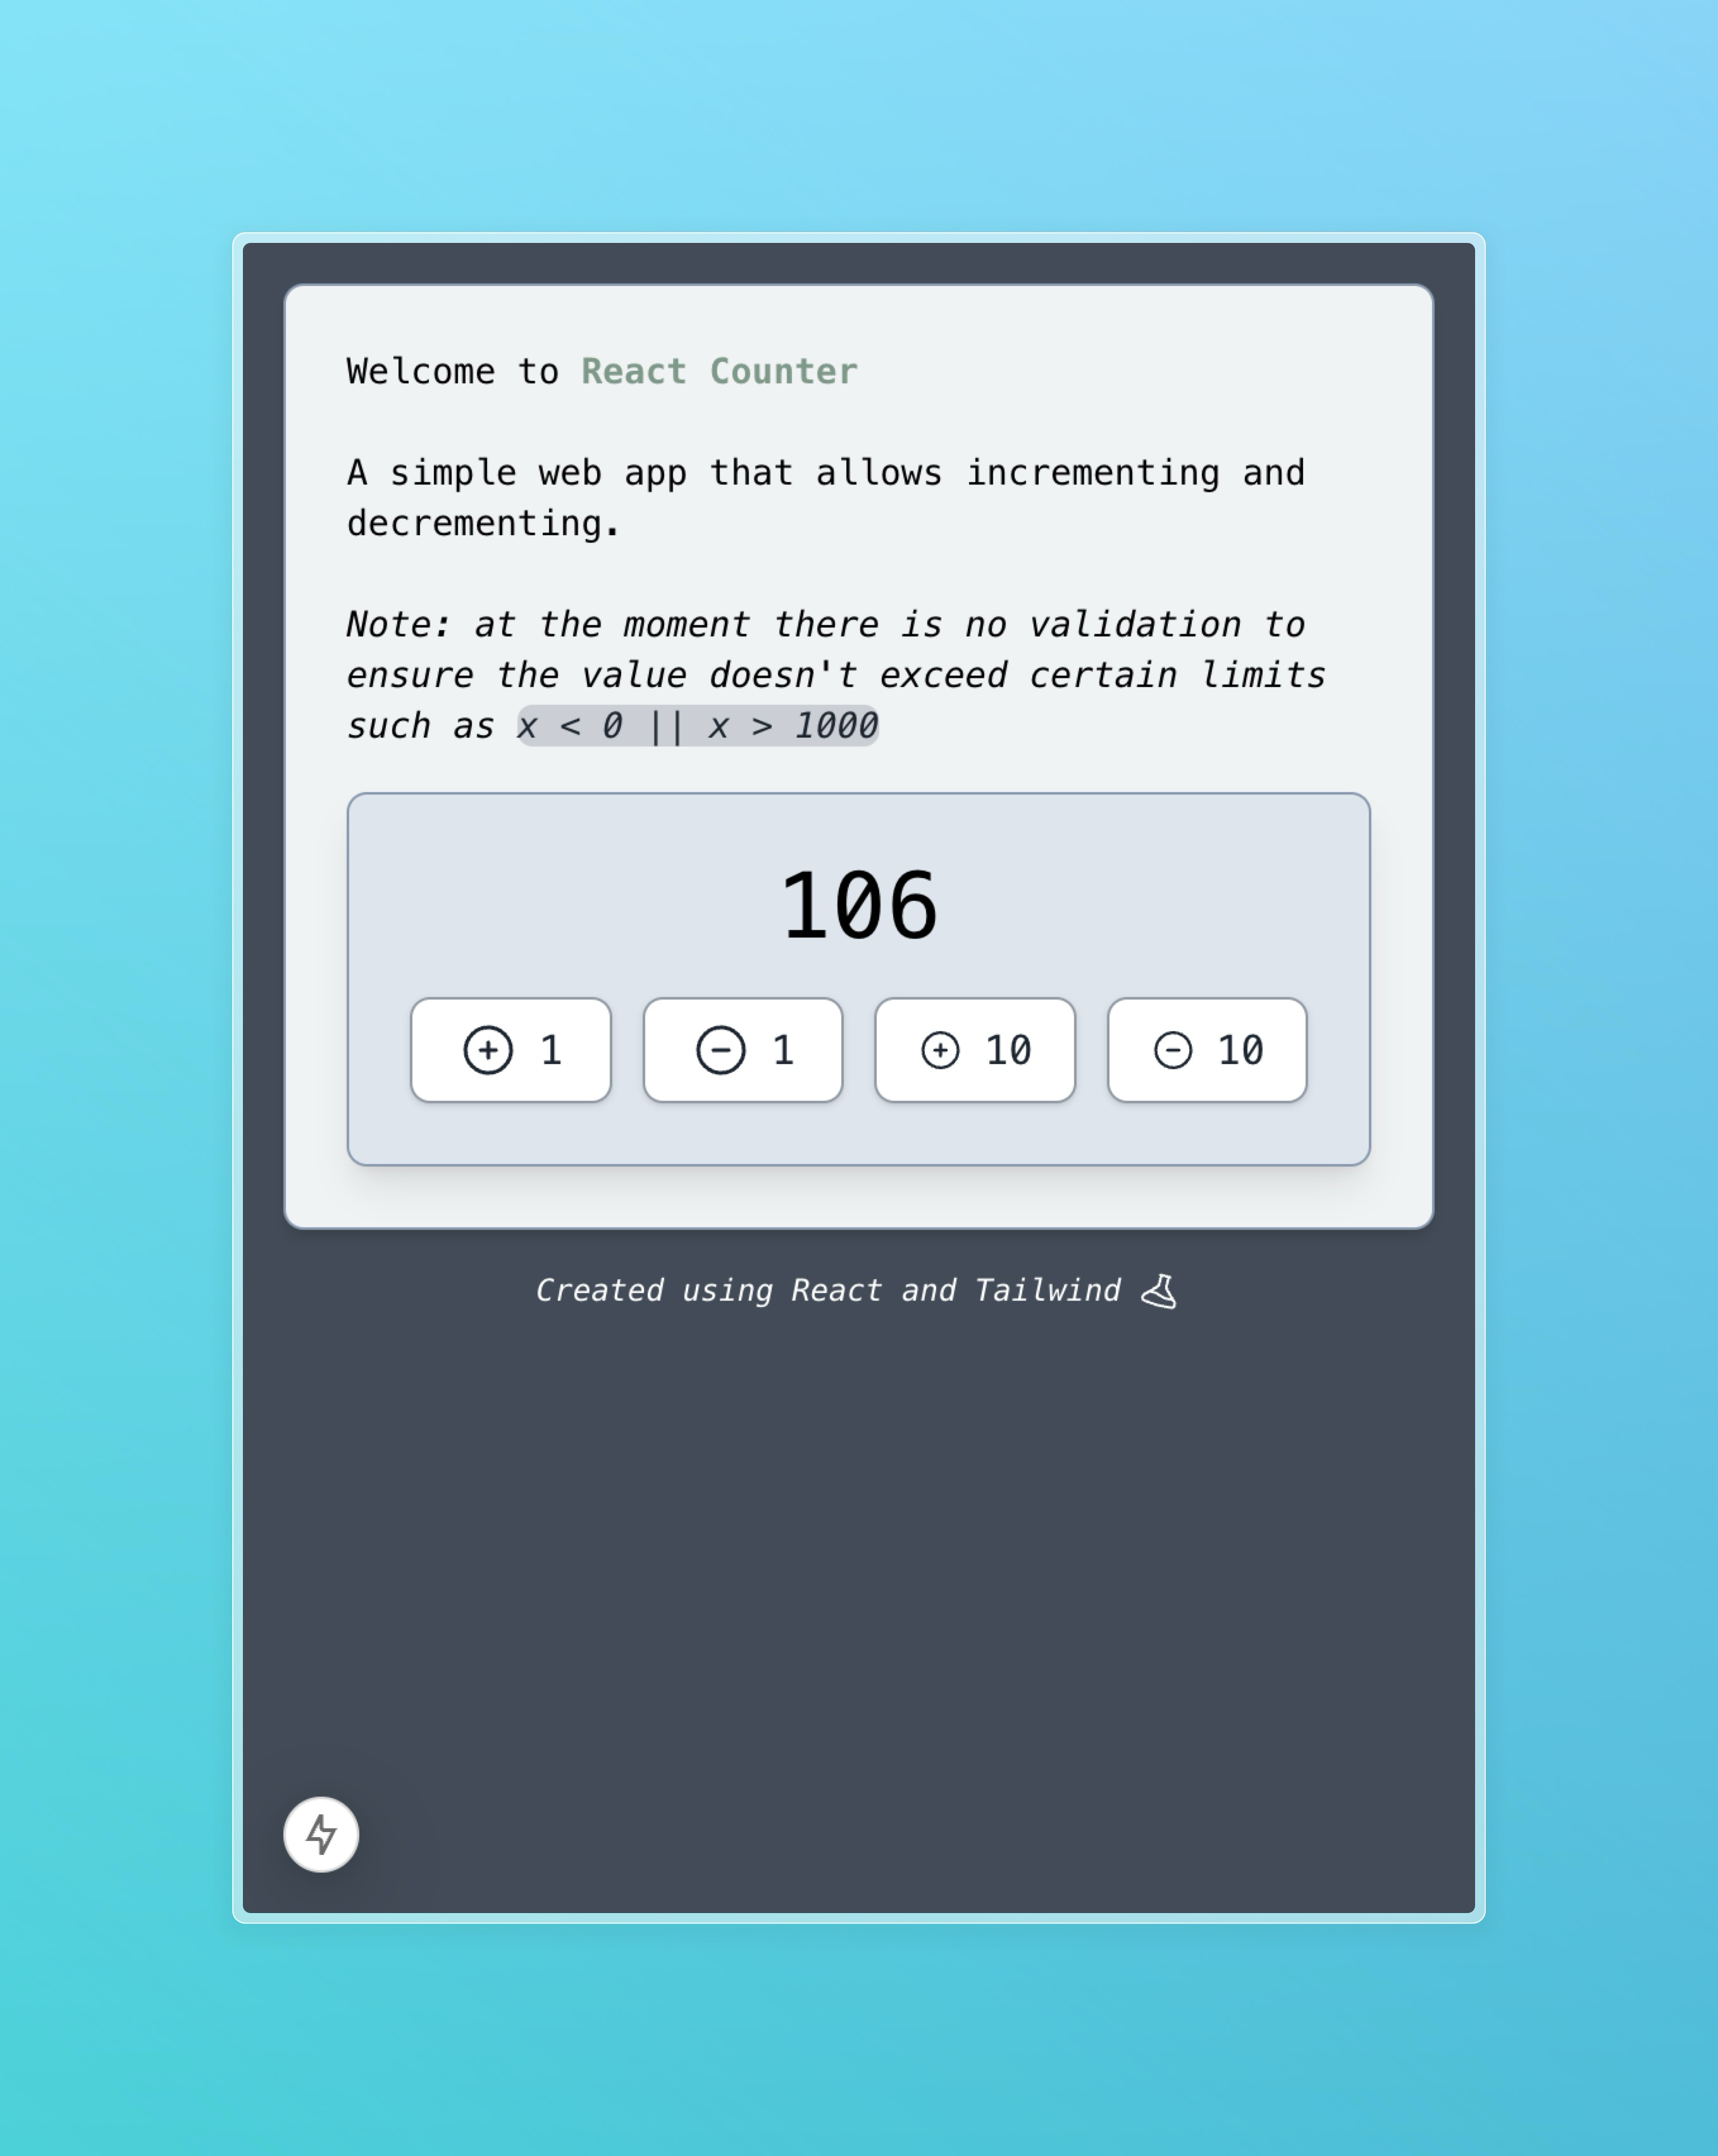 Welcome to React Counter
A simple web app that allows incrementing and
decrementing.
Note: at the moment there is no validation to
ensure the value doesn't exceed certain limits
such as x < 0 || x > 1000
106
+ 1 - 1 + 10 - 10
Created using React and Tailwind